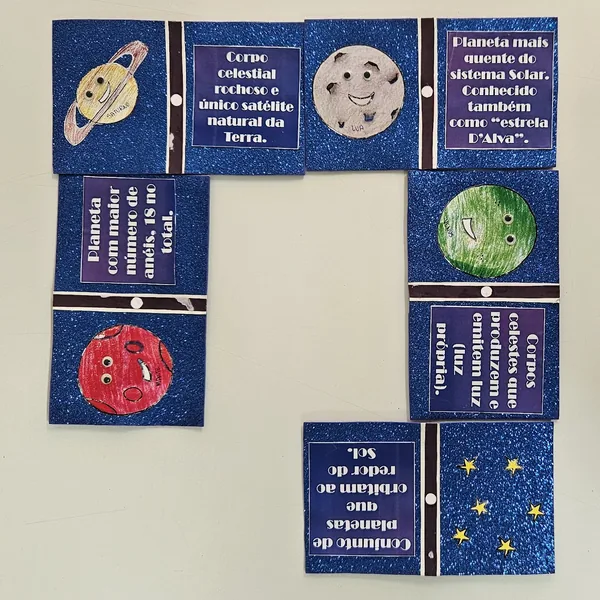 Corpo
celestial
rochoso e
único satélite
natural da
Terra.
LUA
Planeta mais
quente do
sistema Solar.
Conhecido
também
como “estrela
D’Alva”.
Planeta
com maior
número de
anéis, 18 no
total.
Corpos
celestes que
produzem e
emitem luz
(luz
própria).
Conjunto de
planetas
que
orbitam ao
redor do
Sol.